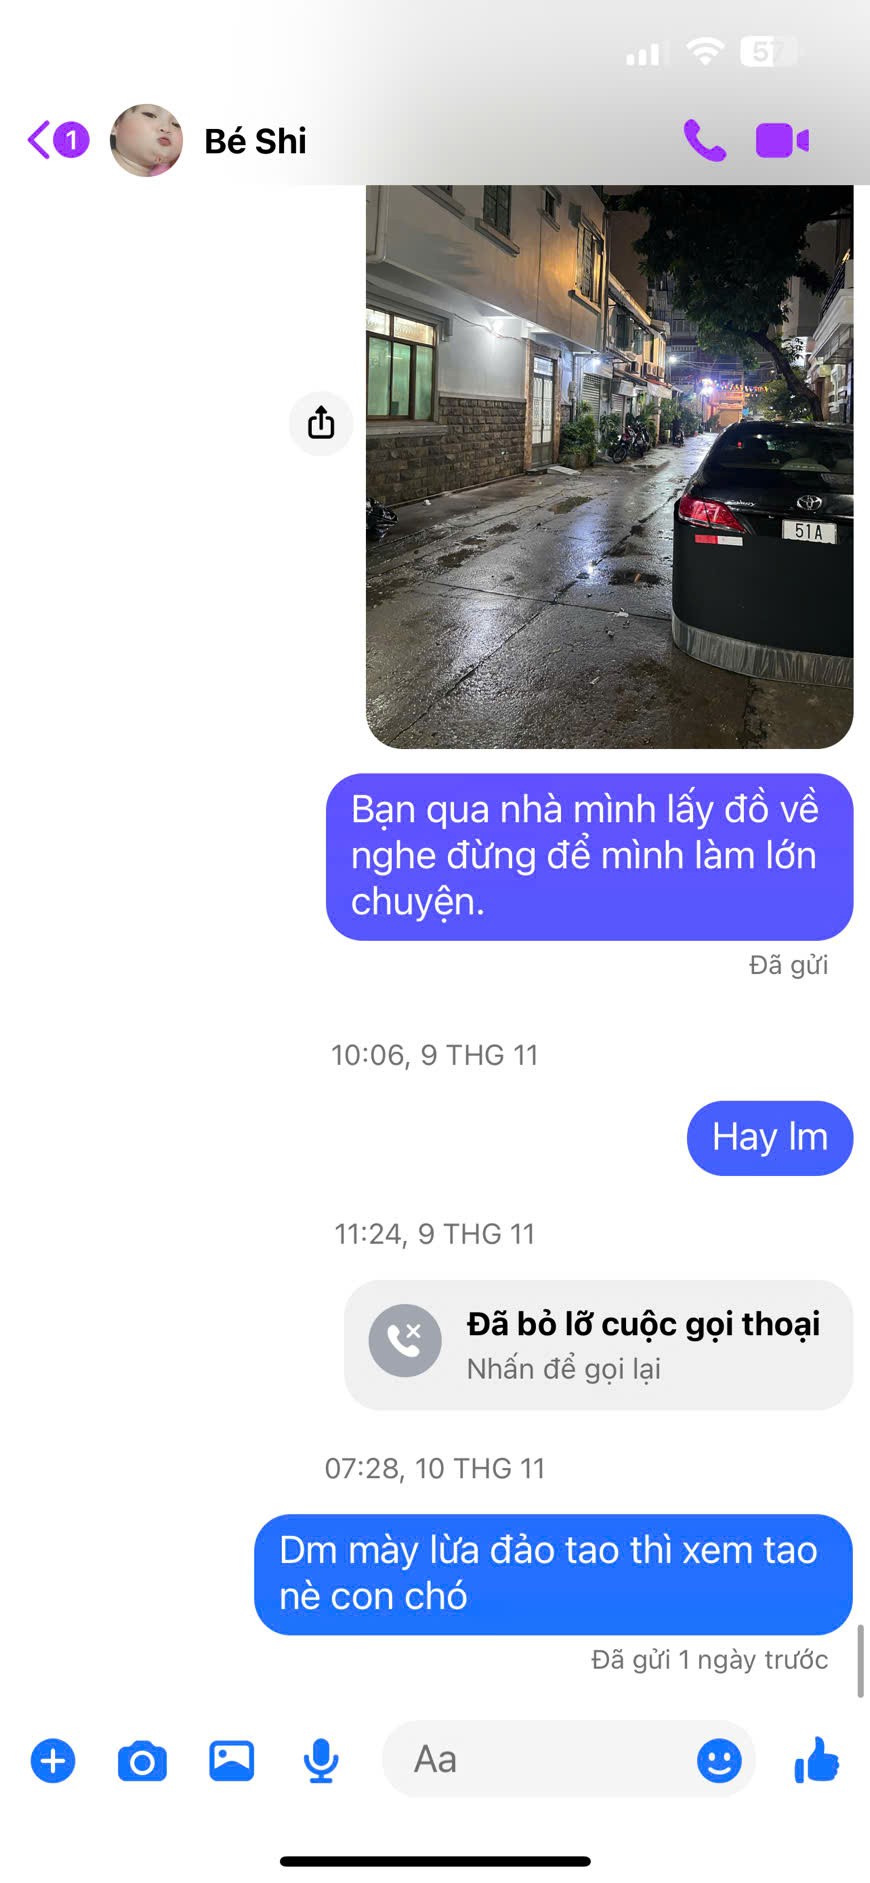 57
1
Bé Shi
51A
Bạn qua nhà mình lấy đồ về
nghe đừng để mình làm lớn
chuyện.
Đã gửi
10:06, 9 THG 11
Hay lm
11:24, 9 THG 11
Đã bỏ lỡ cuộc gọi thoại
Nhấn để gọi lại
07:28, 10 THG 11
Dm mày lừa đảo tao thì xem tao
nè con chó
Đã gửi 1 ngày trước
Aa